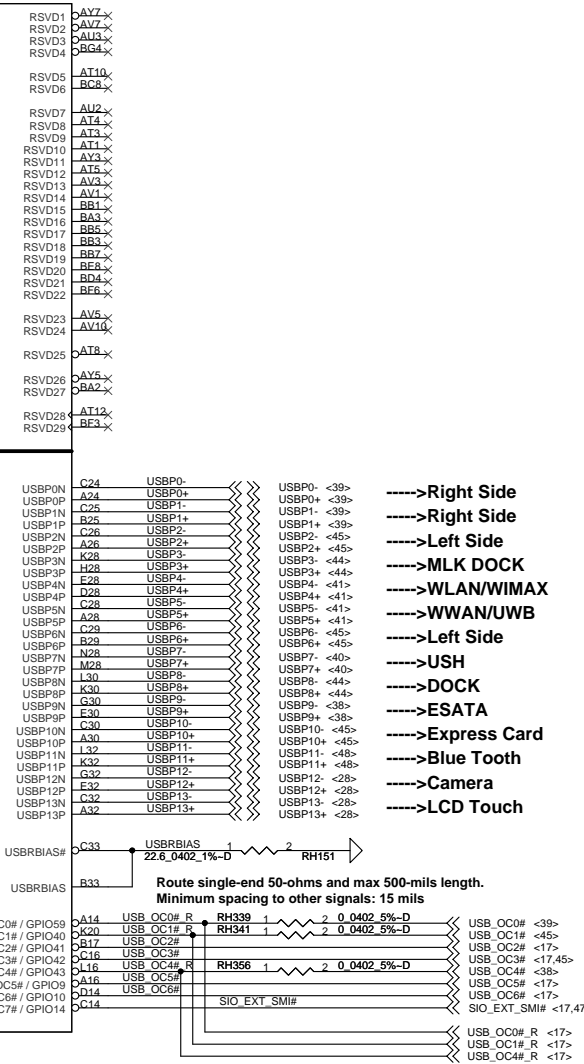 RSVD1 AY7
RSVD2 AV7
RSVD3 AU3
RSVD4 BG4
RSVD5 AT10
RSVD6 BC8
RSVD7 AU2
RSVD8 AT4
RSVD9 AT3
RSVD10 AT1
RSVD11 AY3
RSVD12 AT5
RSVD13 AV3
RSVD14 AV1
RSVD15 BB1
RSVD16 BA3
RSVD17 BB5
RSVD18 BB3
RSVD19 BB7
RSVD20 BE8
RSVD21 BD4
RSVD22 BF6
RSVD23 AV5
RSVD24 AV10
RSVD25 AT8
RSVD26 AY5
RSVD27 BA2
RSVD28 AT12
RSVD29 BF3
USBP0N C24 USBP0- USBP0- <39>
USBP0P A24 USBP0+ USBP0+ <39> ----->Right Side
USBP1N C25 USBP1- USBP1- <39>
USBP1P B25 USBP1+ USBP1+ <39> ----->Right Side
USBP2N C26 USBP2- USBP2- <45>
USBP2P A26 USBP2+ USBP2+ <45> ----->Left Side
USBP3N K28 USBP3- USBP3- <44>
USBP3P H28 USBP3+ USBP3+ <44> ----->MLK DOCK
USBP4N E28 USBP4- USBP4- <41>
USBP4P D28 USBP4+ USBP4+ <41> ----->WLAN/WIMAX
USBP5N C28 USBP5- USBP5- <41>
USBP5P A28 USBP5+ USBP5+ <41> ----->WWAN/UWB
USBP6N C29 USBP6- USBP6- <45>
USBP6P B29 USBP6+ USBP6+ <45> ----->Left Side
USBP7N N28 USBP7- USBP7- <40>
USBP7P M28 USBP7+ USBP7+ <40> ----->USH
USBP8N L30 USBP8- USBP8- <44>
USBP8P K30 USBP8+ USBP8+ <44> ----->DOCK
USBP9N G30 USBP9- USBP9- <38>
USBP9P E30 USBP9+ USBP9+ <38> ----->ESATA
USBP10N C30 USBP10- USBP10- <45>
USBP10P A30 USBP10+ USBP10+ <45> ----->Express Card
USBP11N L32 USBP11- USBP11- <48>
USBP11P K32 USBP11+ USBP11+ <48> ----->Blue Tooth
USBP12N G32 USBP12- USBP12- <28>
USBP12P E32 USBP12+ USBP12+ <28> ----->Camera
USBP13N C32 USBP13- USBP13- <28>
USBP13P A32 USBP13+ USBP13+ <28> ----->LCD Touch
USBRBIAS# C33 USBRBIAS 1 2
22.6_0402_1%~D RH151
USBRBIAS B33
Route single-end 50-ohms and max 500-mils length.
Minimum spacing to other signals: 15 mils
C0# / GPIO59 A14 USB_OC0#_R RH339 1 2 0_0402_5%~D USB_OC0# <39>
C1# / GPIO40 K20 USB_OC1#_R RH341 1 2 0_0402_5%~D USB_OC1# <45>
C2# / GPIO41 B17 USB_OC2# USB_OC2# <17>
C3# / GPIO42 C16 USB_OC3# USB_OC3# <17,45>
C4# / GPIO43 L16 USB_OC4#_R RH356 1 2 0_0402_5%~D USB_OC4# <38>
OC5# / GPIO9 A16 USB_OC5# USB_OC5# <17>
C6# / GPIO10 D14 USB_OC6# USB_OC6# <17>
C7# / GPIO14 C14 SIO_EXT_SMI# SIO_EXT_SMI# <17,47
USB_OC0#_R <17>
USB_OC1#_R <17>
USB_OC4#_R <17>